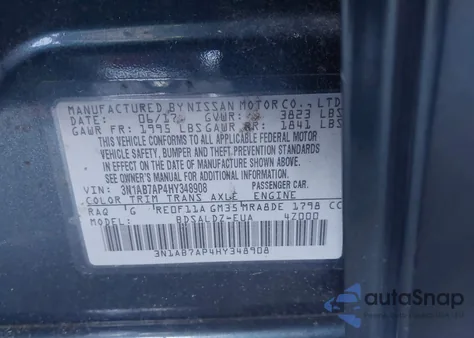 MANUFACTURED BY NISSAN MOTOR CO., LTD.
DATE: 06/17 GVWR: 3823 LBS
GAWR FR: 1995 LBS GAWR RR: 1841 LBS
THIS VEHICLE CONFORMS TO ALL APPLICABLE FEDERAL MOTOR
VEHICLE SAFETY, BUMPER AND THEFT PREVENTION STANDARDS
IN EFFECT ON THE DATE OF MANUFACTURE SHOWN ABOVE.
SEE OWNER'S MANUAL FOR ADDITIONAL INFORMATION
VIN: 3N1AB7AP4HY348908 PASSENGER CAR.
COLOR TRIM TRANS AXLE ENGINE
RAQ G RE0F11A GM35 MRA8DE 1798 CC
MODEL: BDSALDZ-EUA 47000
3N1AB7AP4HY348908
autoSnap